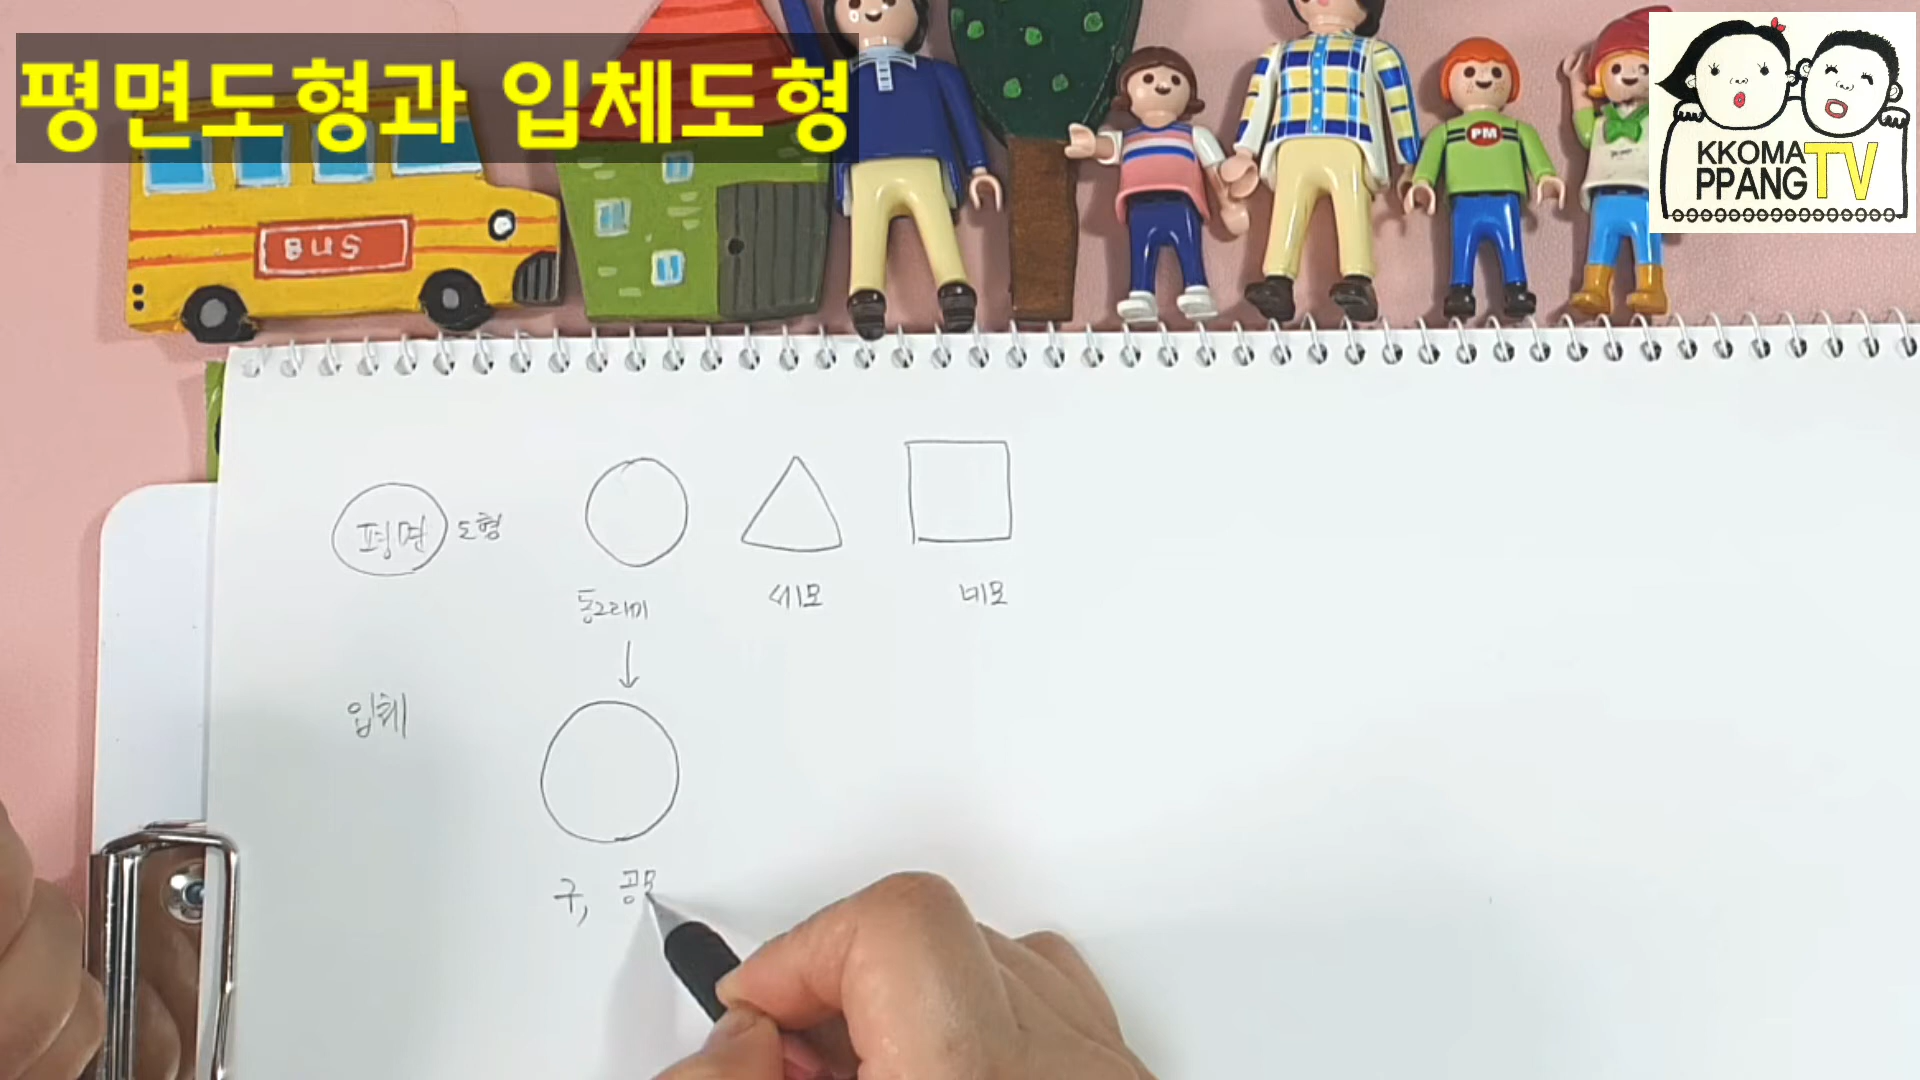 평면도형과 입체도형
KKOMA
PPANG TV
BUS
PM
평면 도형
동그라미 세모 네모
입체
구, 공